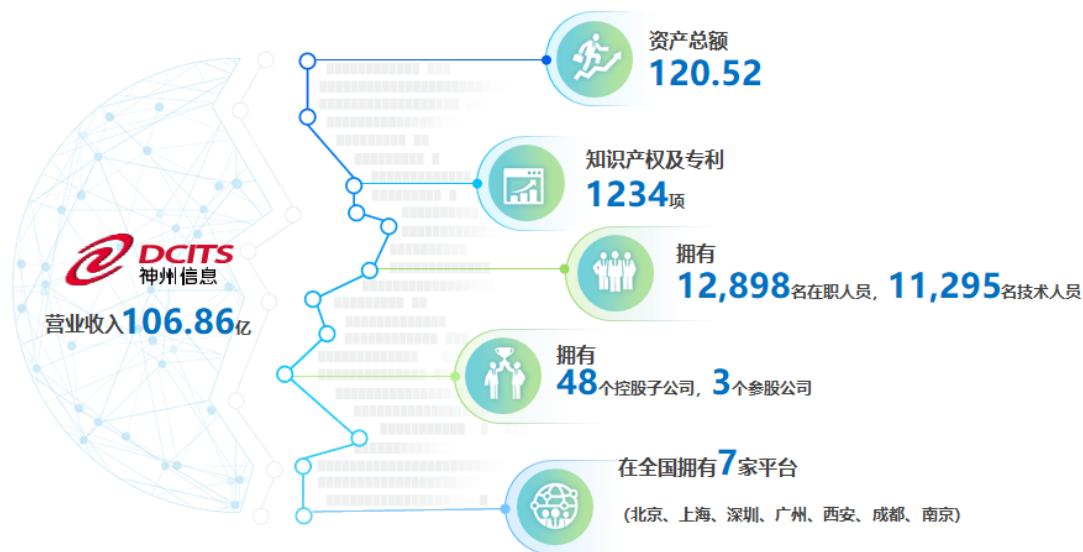 资产总额
120.52
知识产权及专利
1234项
DCITS
神州信息
营业收入106.86亿
拥有
12,898名在职人员，11,295名技术人员
拥有
48个控股子公司，3个参股公司
在全国拥有7家平台
（北京、上海、深圳、广州、西安、成都、南京）